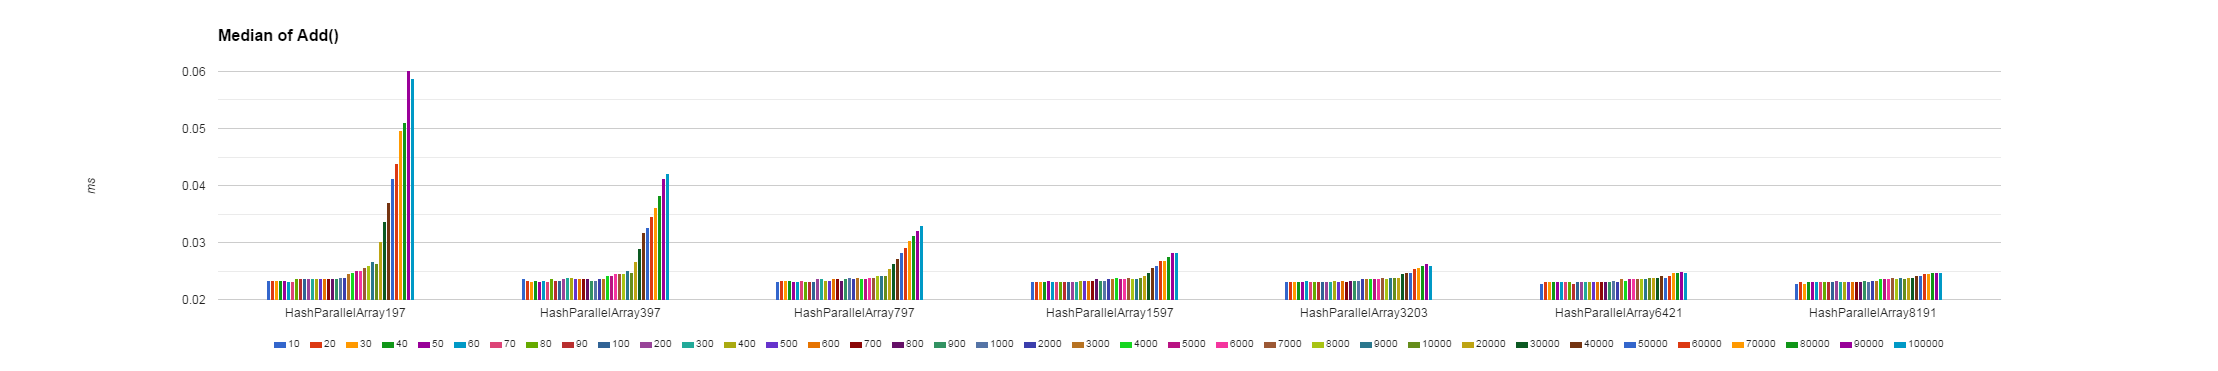 Median of Add()
0.06
0.05
0.04
0.03
0.02
ms
HashParallelArray197 HashParallelArray397 HashParallelArray797 HashParallelArray1597 HashParallelArray3203 HashParallelArray6421 HashParallelArray8191
10 20 30 40 50 60 70 80 90 100 200 300 400 500 600 700 800 900 1000 2000 3000 4000 5000 6000 7000 8000 9000 10000 20000 30000 40000 50000 60000 70000 80000 90000 100000